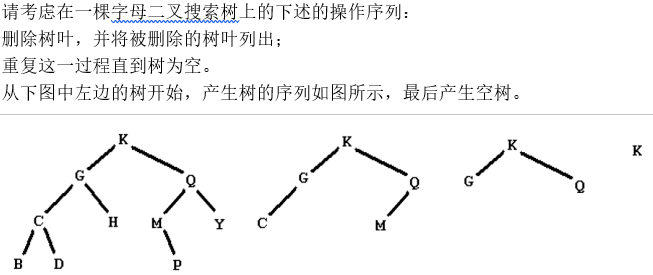 请考虑在一棵字母二叉搜索树上的下述的操作序列：
删除树叶，并将被删除的树叶列出；
重复这一过程直到树为空。
从下图中左边的树开始，产生树的序列如图所示，最后产生空树。
K K K K
G Q G Q G Q
C H M Y C M
B D P